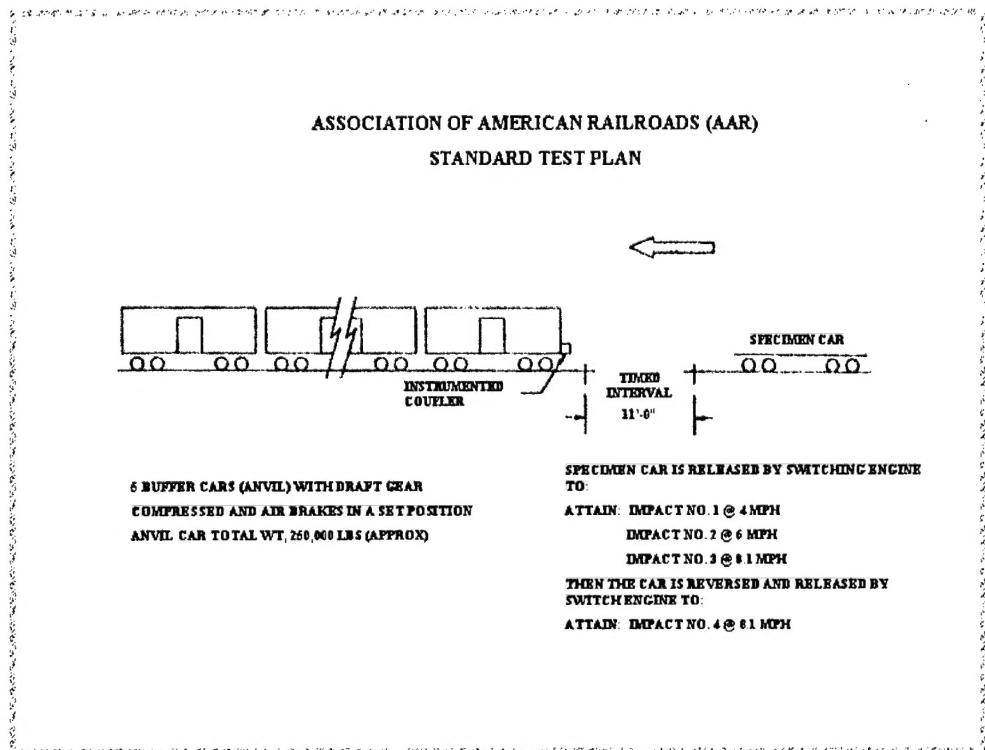 ASSOCIATION OF AMERICAN RAILROADS (AAR)
STANDARD TEST PLAN
SPECIMEN CAR
INSTRUMENTED
COUPLER
TIMED
INTERVAL
11'-0"
6 BUFFER CARS (ANVIL) WITH DRAFT GEAR
COMPRESSED AND AIR BRAKES IN A SET POSITION
ANVIL CAR TOTAL WT, 250,000 LBS (APPROX)
SPECIMEN CAR IS RELEASED BY SWITCHING ENGINE
TO:
ATTAIN: IMPACT NO. 1 @ 4 MPH
IMPACT NO. 2 @ 6 MPH
IMPACT NO. 3 @ 8.1 MPH
THEN THE CAR IS REVERSED AND RELEASED BY
SWITCH ENGINE TO:
ATTAIN: IMPACT NO. 4 @ 8.1 MPH